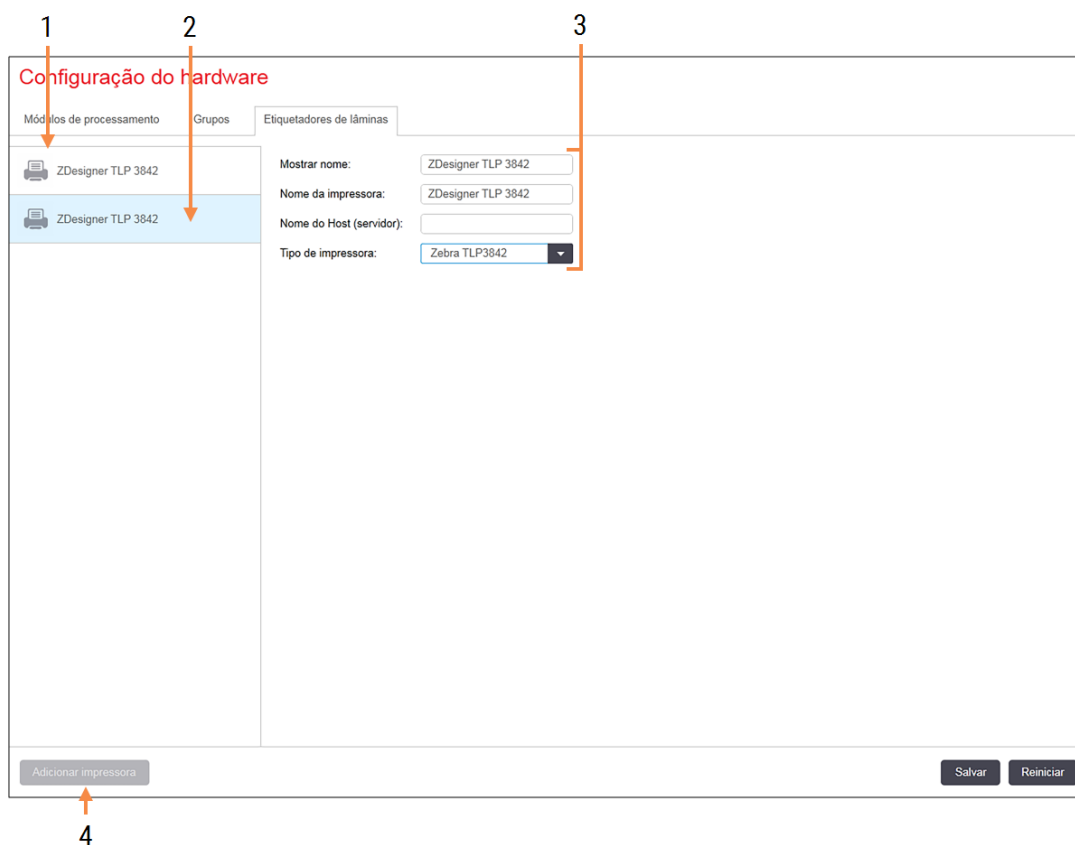 1 2 3
Configuração do hardware
Módulos de processamento Grupos Etiquetadores de lâminas
ZDesigner TLP 3842
ZDesigner TLP 3842
Mostrar nome: ZDesigner TLP 3842
Nome da impressora: ZDesigner TLP 3842
Nome do Host (servidor):
Tipo de impressora: Zebra TLP3842
Adicionar impressora Salvar Reiniciar
4